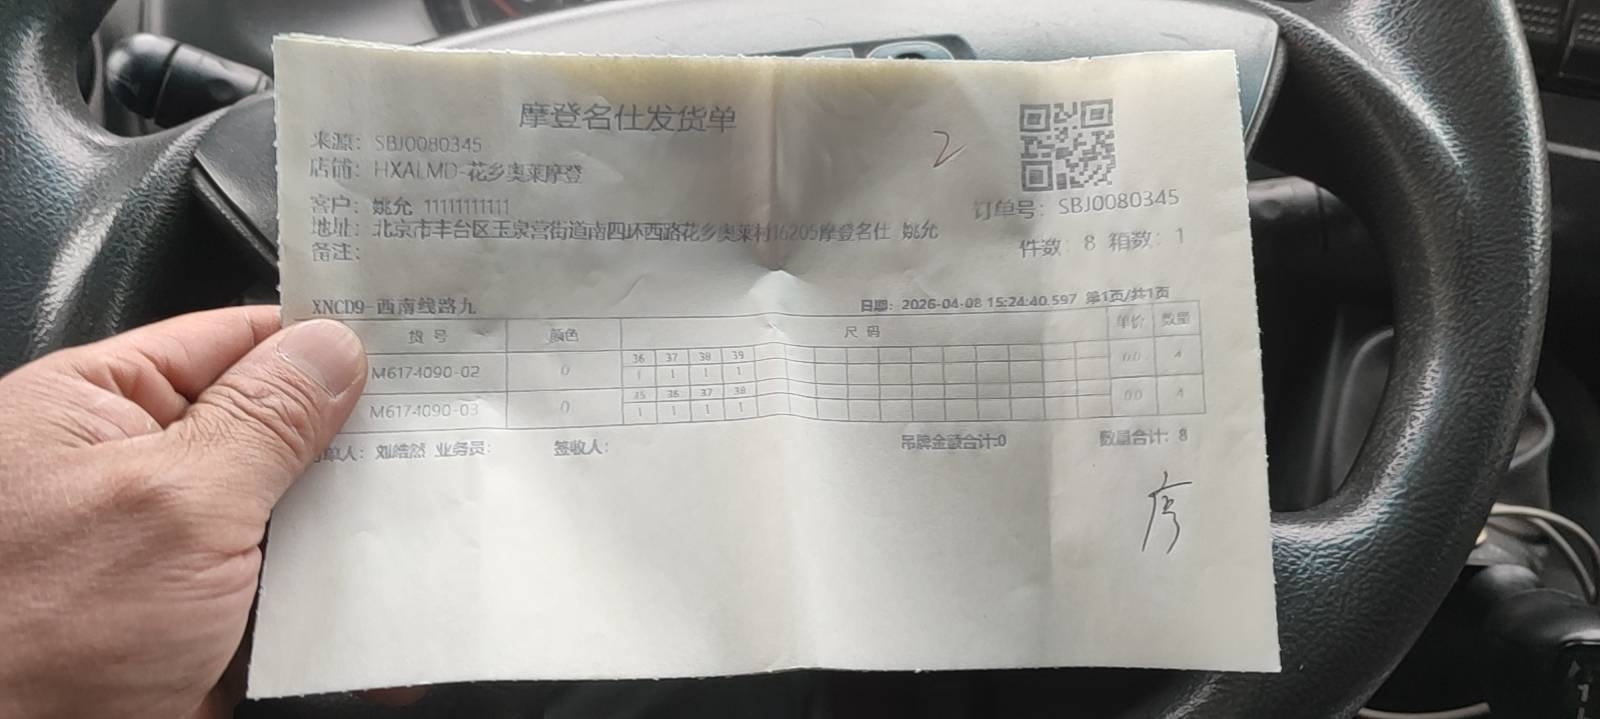 摩登名仕发货单
来源: SBJ0080345
店铺: HXALMD-花乡奥莱摩登
2
客户: 姚允 11111111111
订单号: SBJ0080345
地址: 北京市丰台区玉泉营街道南四环西路花乡奥莱村16205摩登名仕 姚允
件数: 8 箱数: 1
备注:
XNCD9-西南线路九
日期: 2026-04-08 15:24:40.597 第1页/共1页
货号 颜色 尺码 单价 数量
36 37 38 39
M6174090-02 0 1 1 1 1 00 4
35 36 37 38
M6174090-03 0 1 1 1 1 00 4
单人: 刘皓然 业务员: 签收人: 吊牌金额合计:0 数量合计: 8